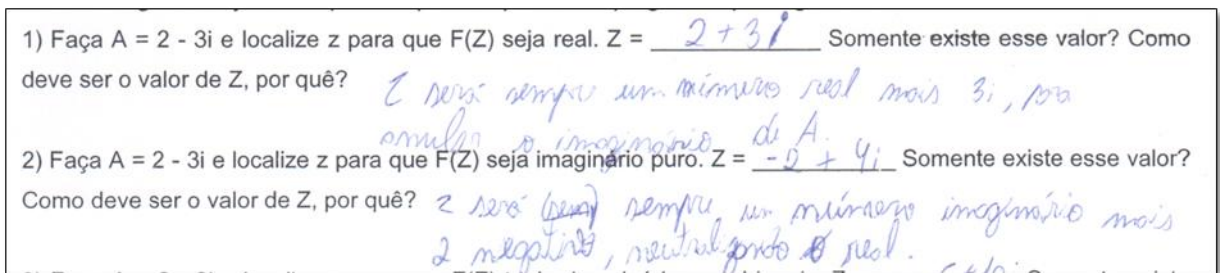 1) Faça A = 2 - 3i e localize z para que F(Z) seja real. Z = 2 + 3i Somente existe esse valor? Como
deve ser o valor de Z, por quê?
Z será sempre um número real mais 3i, pra
anular o imaginário de A.
2) Faça A = 2 - 3i e localize z para que F(Z) seja imaginário puro. Z = -2 + 4i Somente existe esse valor?
Como deve ser o valor de Z, por quê?
z será sempre um número imaginário mais
2 negativo, neutralizando o real.